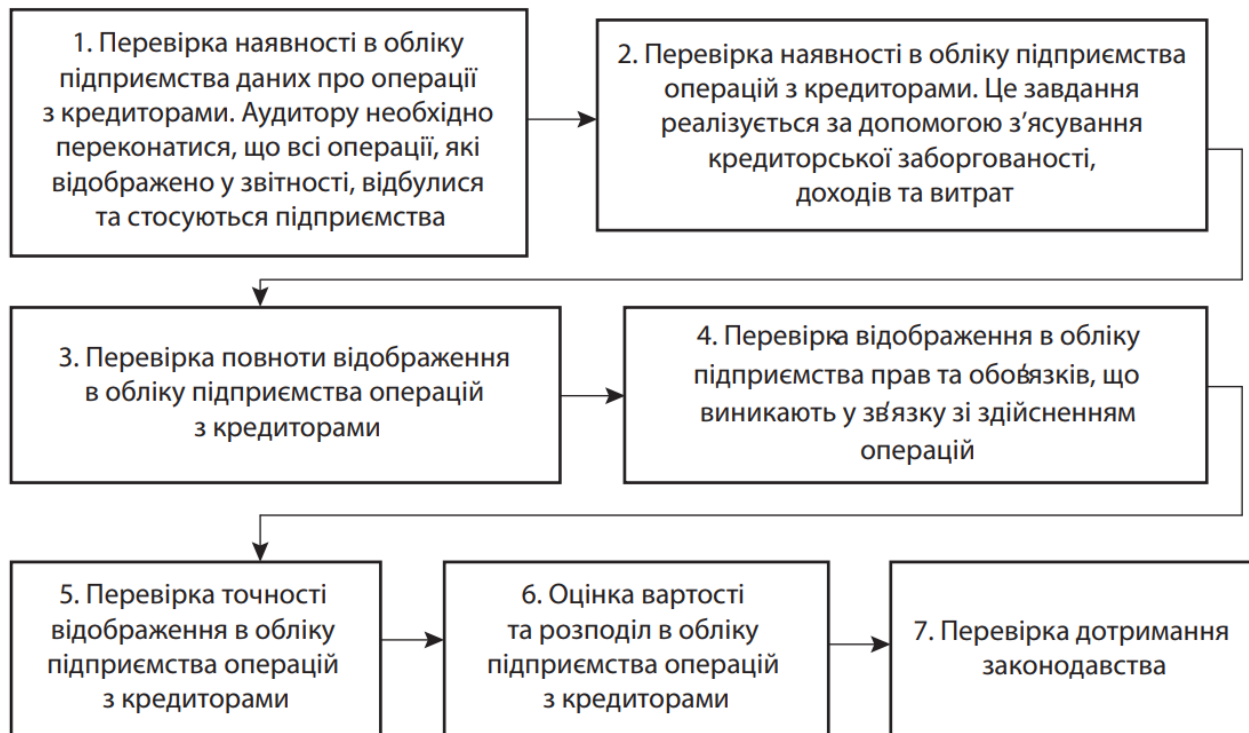 1. Перевірка наявності в обліку
підприємства даних про операції
з кредиторами. Аудитору необхідно
переконатися, що всі операції, які
відображено у звітності, відбулися
та стосуються підприємства
2. Перевірка наявності в обліку підприємства
операцій з кредиторами. Це завдання
реалізується за допомогою з’ясування
кредиторської заборгованості,
доходів та витрат
3. Перевірка повноти відображення
в обліку підприємства операцій
з кредиторами
4. Перевірка відображення в обліку
підприємства прав та обов’язків, що
виникають у зв’язку зі здійсненням
операцій
5. Перевірка точності
відображення в обліку
підприємства операцій
з кредиторами
6. Оцінка вартості
та розподіл в обліку
підприємства операцій
з кредиторами
7. Перевірка дотримання
законодавства